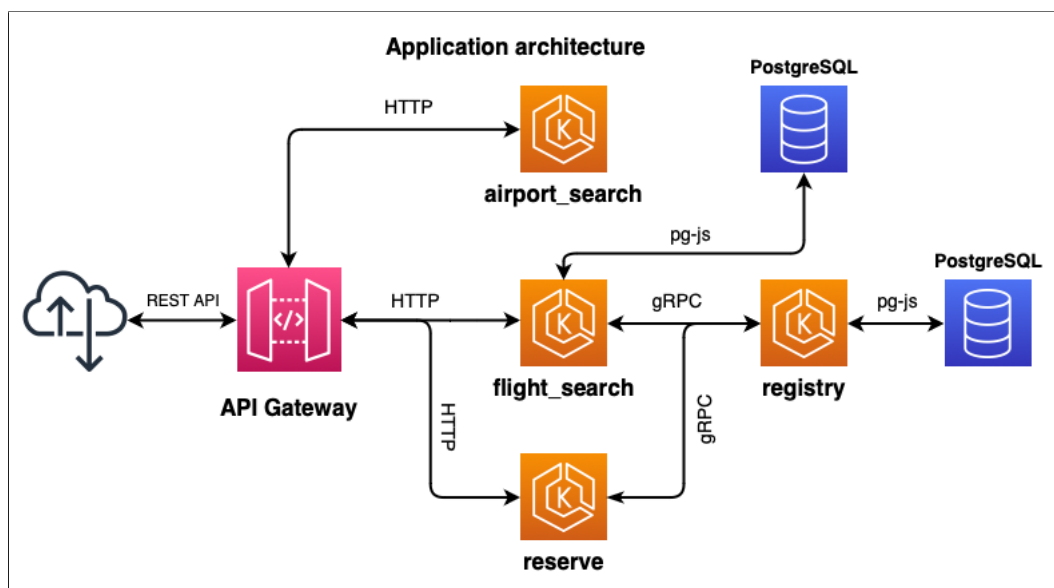 Application architecture
PostgreSQL
HTTP
K
airport_search
pg-js
PostgreSQL
REST API
</>
HTTP
K
gRPC
K
pg-js
API Gateway
flight_search
registry
HTTP
gRPC
K
reserve